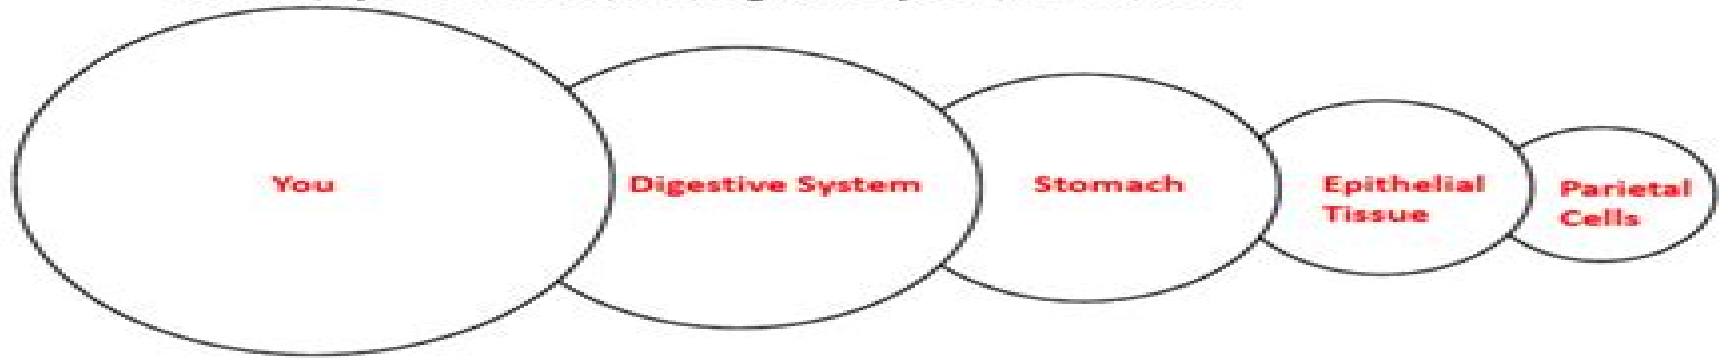 You
Digestive System
Stomach
Epithelial
Tissue
Parietal
Cells